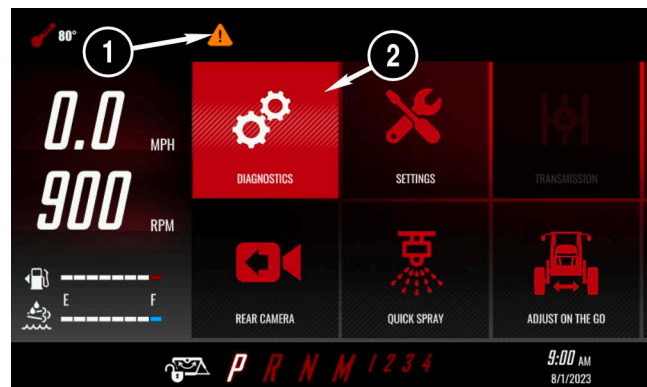 80°
1
2
0.0 MPH
900 RPM
E F
DIAGNOSTICS
SETTINGS
TRANSMISSION
REAR CAMERA
QUICK SPRAY
ADJUST ON THE GO
P R N M 1 2 3 4
9:00 AM
8/1/2023